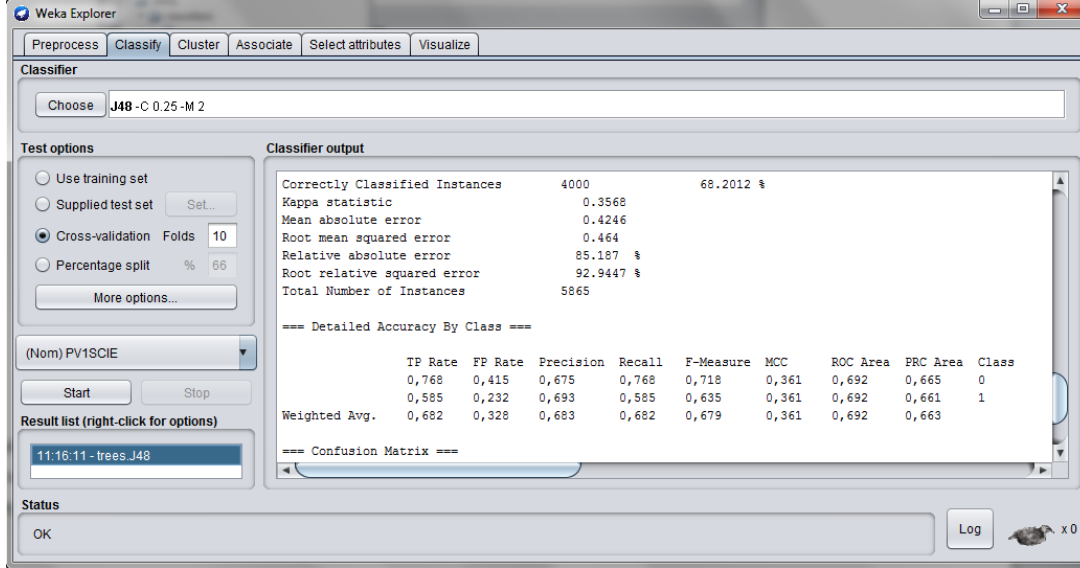 Weka Explorer
Preprocess Classify Cluster Associate Select attributes Visualize
Classifier
Choose J48 -C 0.25 -M 2
Test options
Use training set
Supplied test set Set...
Cross-validation Folds 10
Percentage split % 66
More options...
(Nom) PV1SCIE
Start Stop
Result list (right-click for options)
11:16:11 - trees.J48
Classifier output
Correctly Classified Instances 4000 68.2012 %
Kappa statistic 0.3568
Mean absolute error 0.4246
Root mean squared error 0.464
Relative absolute error 85.187 %
Root relative squared error 92.9447 %
Total Number of Instances 5865
=== Detailed Accuracy By Class ===
TP Rate FP Rate Precision Recall F-Measure MCC ROC Area PRC Area Class
0,768 0,415 0,675 0,768 0,718 0,361 0,692 0,665 0
0,585 0,232 0,693 0,585 0,635 0,361 0,692 0,661 1
Weighted Avg. 0,682 0,328 0,683 0,682 0,679 0,361 0,692 0,663
=== Confusion Matrix ===
Status
OK
Log x 0